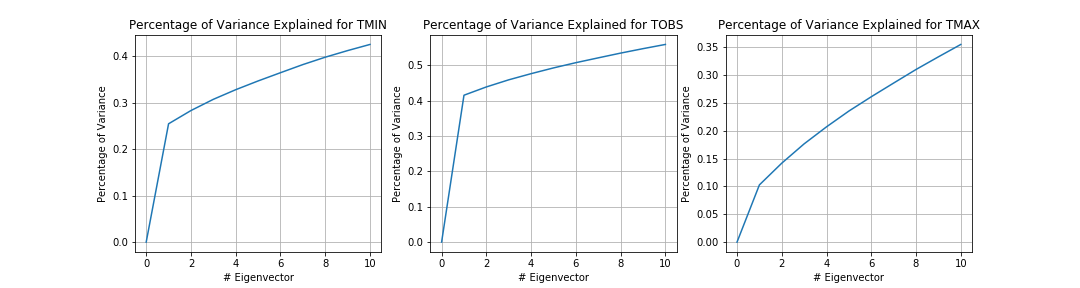 Percentage of Variance Explained for TMIN
Percentage of Variance
0.4
0.3
0.2
0.1
0.0
0 2 4 6 8 10
# Eigenvector
Percentage of Variance Explained for TOBS
Percentage of Variance
0.5
0.4
0.3
0.2
0.1
0.0
0 2 4 6 8 10
# Eigenvector
Percentage of Variance Explained for TMAX
Percentage of Variance
0.35
0.30
0.25
0.20
0.15
0.10
0.05
0.00
0 2 4 6 8 10
# Eigenvector